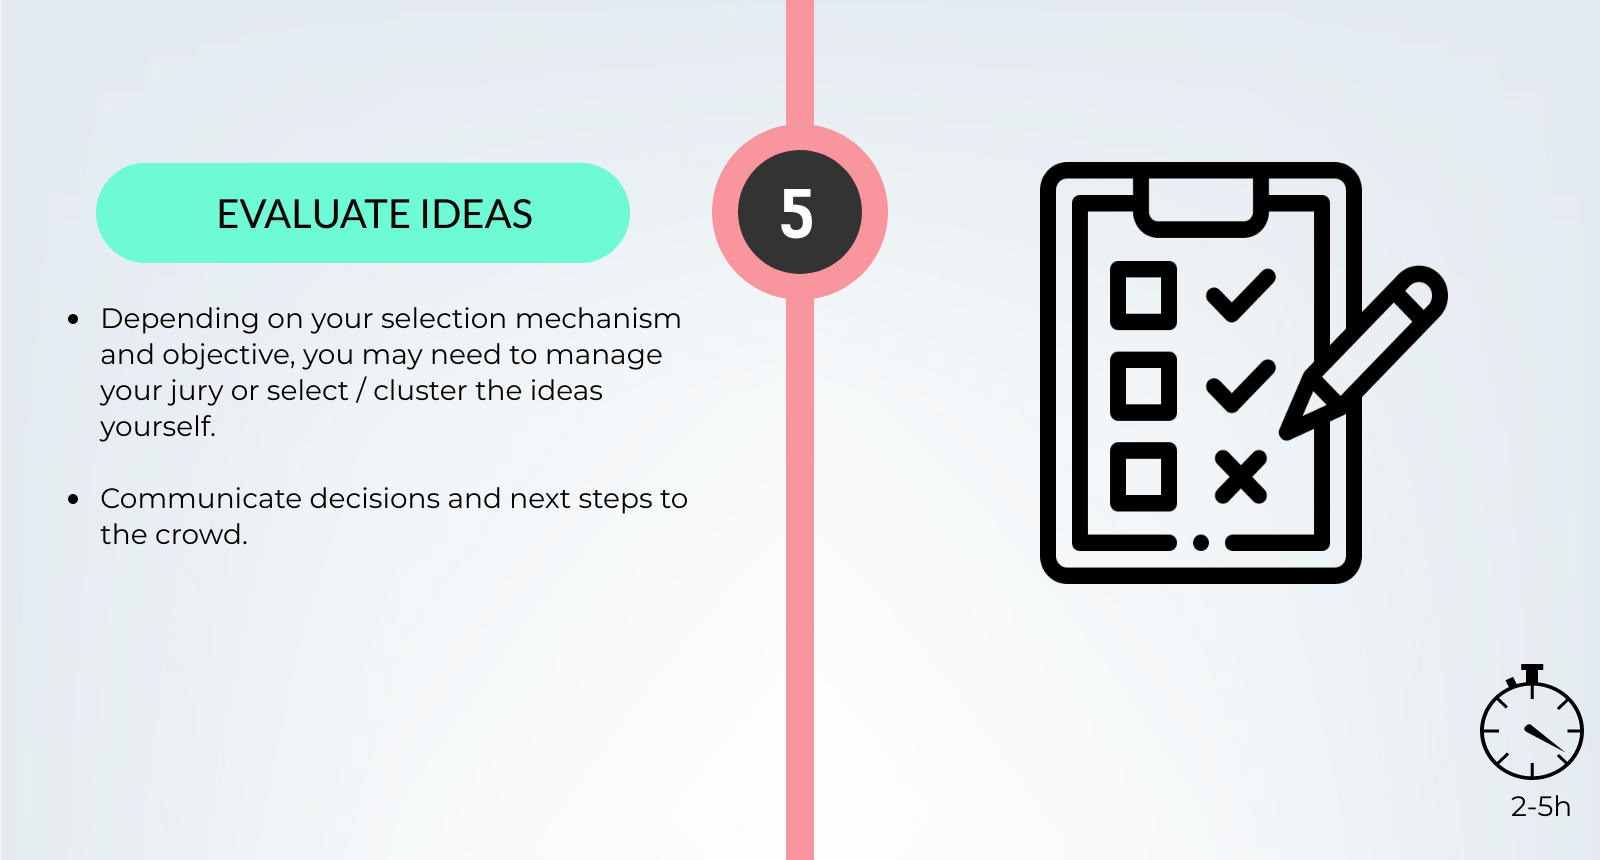 EVALUATE IDEAS
5
• Depending on your selection mechanism
and objective, you may need to manage
your jury or select / cluster the ideas
yourself.
• Communicate decisions and next steps to
the crowd.
2-5h